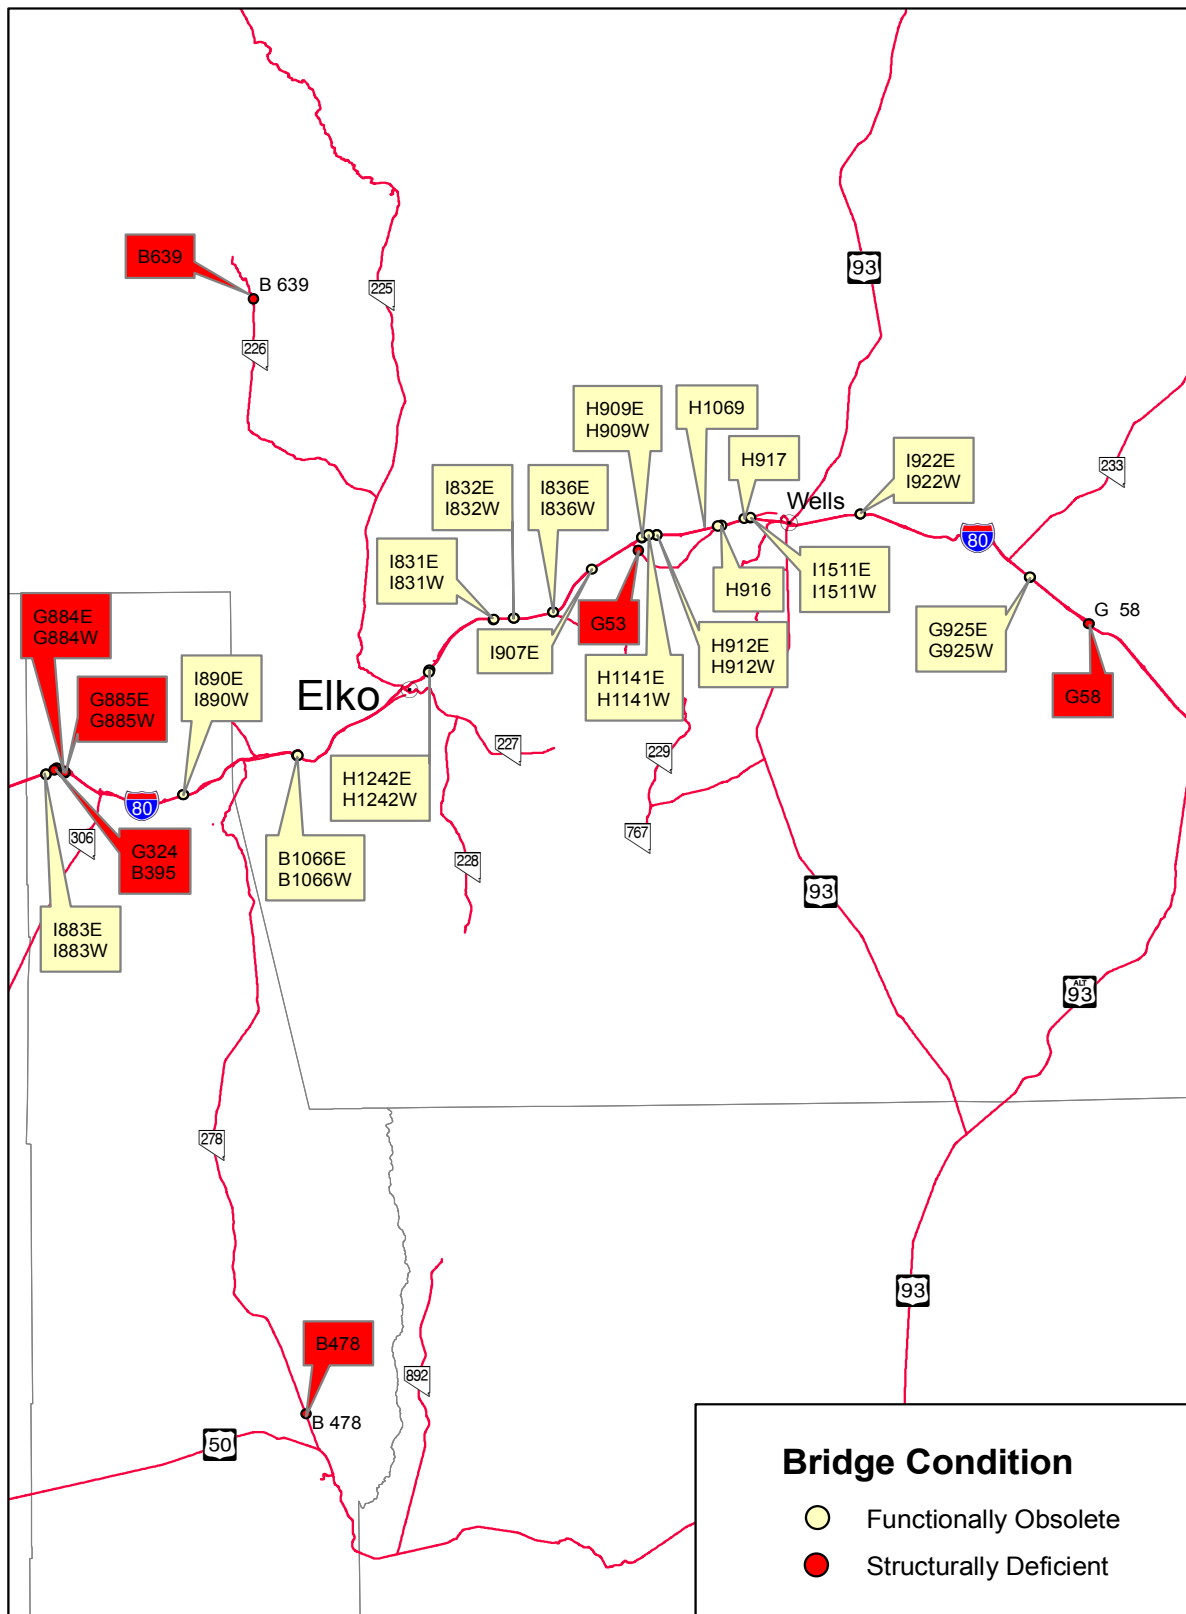 93
B639
B 639
225
226
H909E
H909W
H1069
H917
I922E
I922W
233
I832E
I832W
I836E
I836W
Wells
80
I831E
I831W
H916
I1511E
I1511W
G884E
G884W
G53
I907E
H912E
H912W
G925E
G925W
G 58
G58
G885E
G885W
I890E
I890W
Elko
H1141E
H1141W
227
229
H1242E
H1242W
80
306
G324
B395
767
B1066E
B1066W
228
93
I883E
I883W
ALT
93
278
93
B478
892
B 478
50
Bridge Condition
Functionally Obsolete
Structurally Deficient